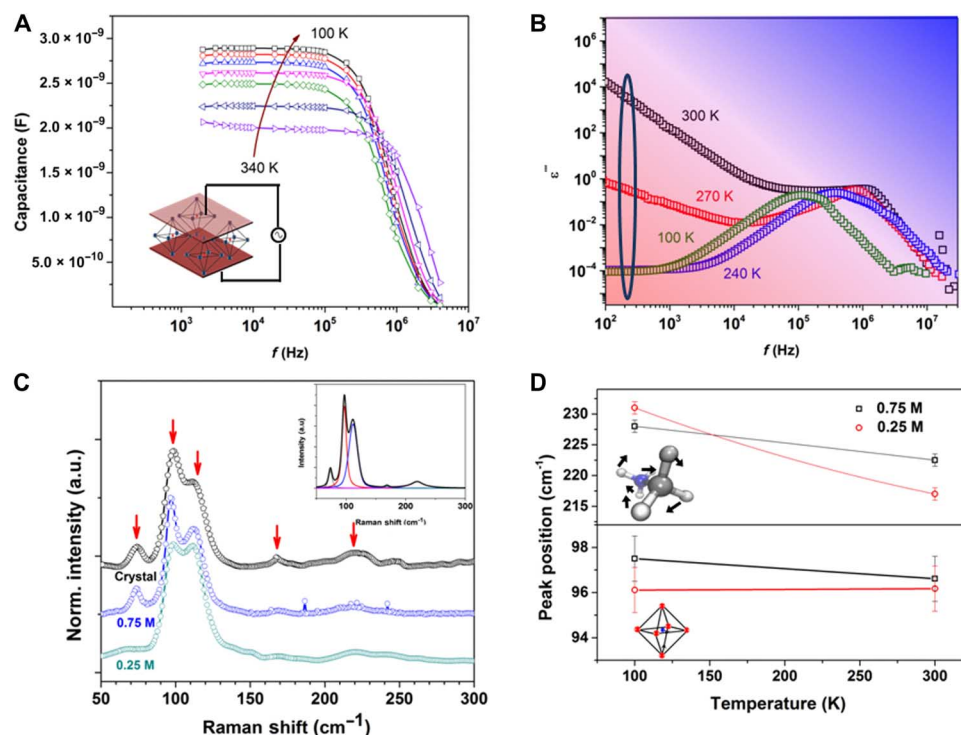 A
3.0 × 10⁻⁹
2.5 × 10⁻⁹
2.0 × 10⁻⁹
1.5 × 10⁻⁹
1.0 × 10⁻⁹
5.0 × 10⁻¹⁰
Capacitance (F)
100 K
340 K
10³ 10⁴ 10⁵ 10⁶ 10⁷
f (Hz)
B
10⁶
10⁴
10²
10⁰
10⁻²
10⁻⁴
300 K
270 K
100 K
240 K
10² 10³ 10⁴ 10⁵ 10⁶ 10⁷
f (Hz)
C
Norm. intensity (a.u.)
Crystal
0.75 M
0.25 M
50 100 150 200 250 300
Raman shift (cm⁻¹)
Intensity (a.u)
0 100 200 300
Raman shift (cm⁻¹)
D
0.75 M
0.25 M
230
225
220
215
98
96
94
Peak position (cm⁻¹)
100 150 200 250 300
Temperature (K)